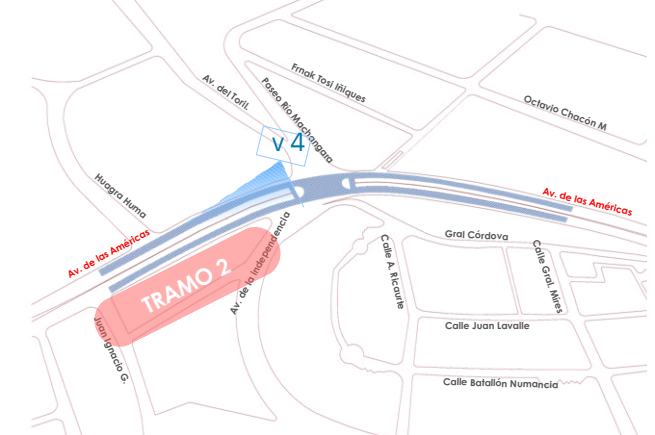 Frnak Tosi Iñiques
Av. del Toril.
Paseo Río Machangara
Octavio Chacón M
v 4
Huagra Huma
Av. de las Américas
Av. de las Américas
Av. de la Independencia
Gral Córdova
Calle A. Ricaurte
Calle Gral. Mires
TRAMO 2
Juan Ignacio G.
Calle Juan Lavalle
Calle Batallón Numancia